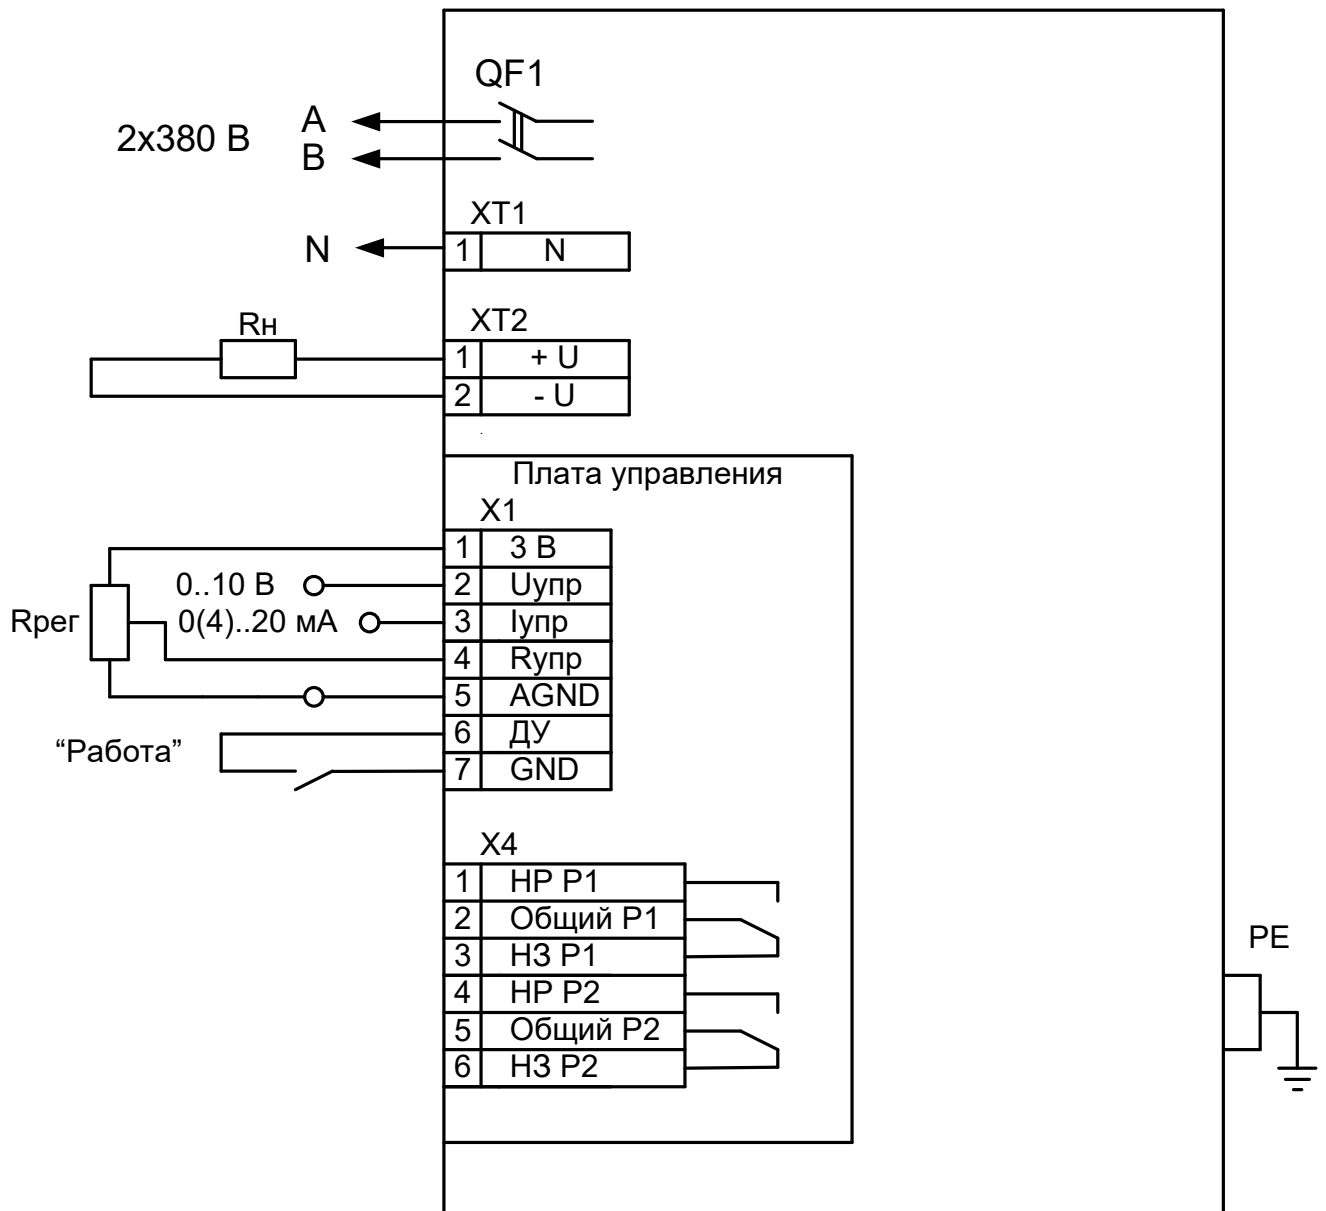 QF1
2x380 В
A
B
XT1
N
1 N
Rн
XT2
1 + U
2 - U
Плата управления
X1
1 3 В
0..10 В 2 Uупр
Rрег 0(4)..20 мА 3 Iупр
4 Rупр
5 AGND
“Работа” 6 ДУ
7 GND
X4
1 НР Р1
2 Общий Р1
3 НЗ Р1
4 НР Р2
5 Общий Р2
6 НЗ Р2
PE